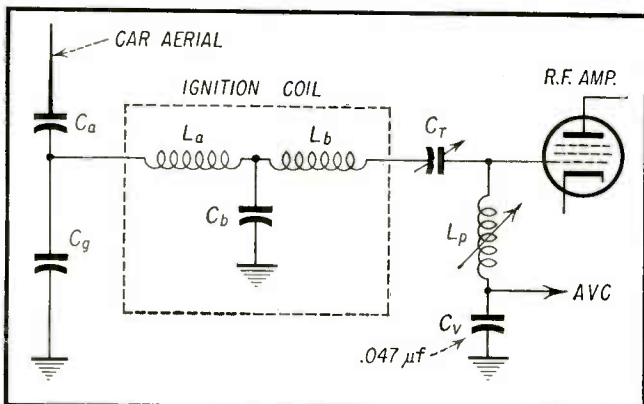 CAR AERIAL
IGNITION COIL
R.F. AMP.
Ca
La
Lb
CT
Cb
Cg
Lp
AVC
CV
.047 µf